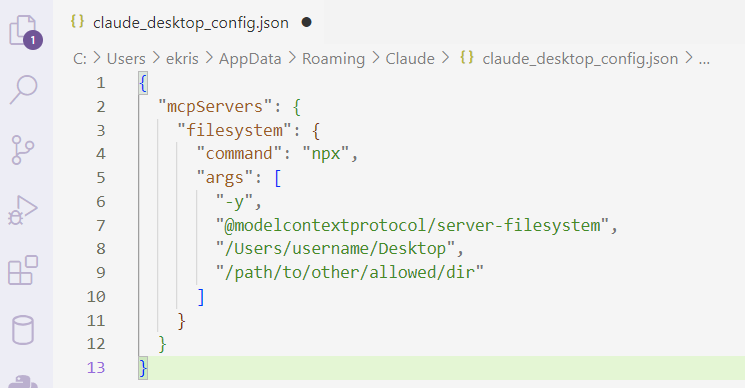 claude_desktop_config.json
1
C: > Users > ekris > AppData > Roaming > Claude > {} claude_desktop_config.json > ...
1 {
2 "mcpServers": {
3 "filesystem": {
4 "command": "npx",
5 "args": [
6 "-y",
7 "@modelcontextprotocol/server-filesystem",
8 "/Users/username/Desktop",
9 "/path/to/other/allowed/dir"
10 ]
11 }
12 }
13 }